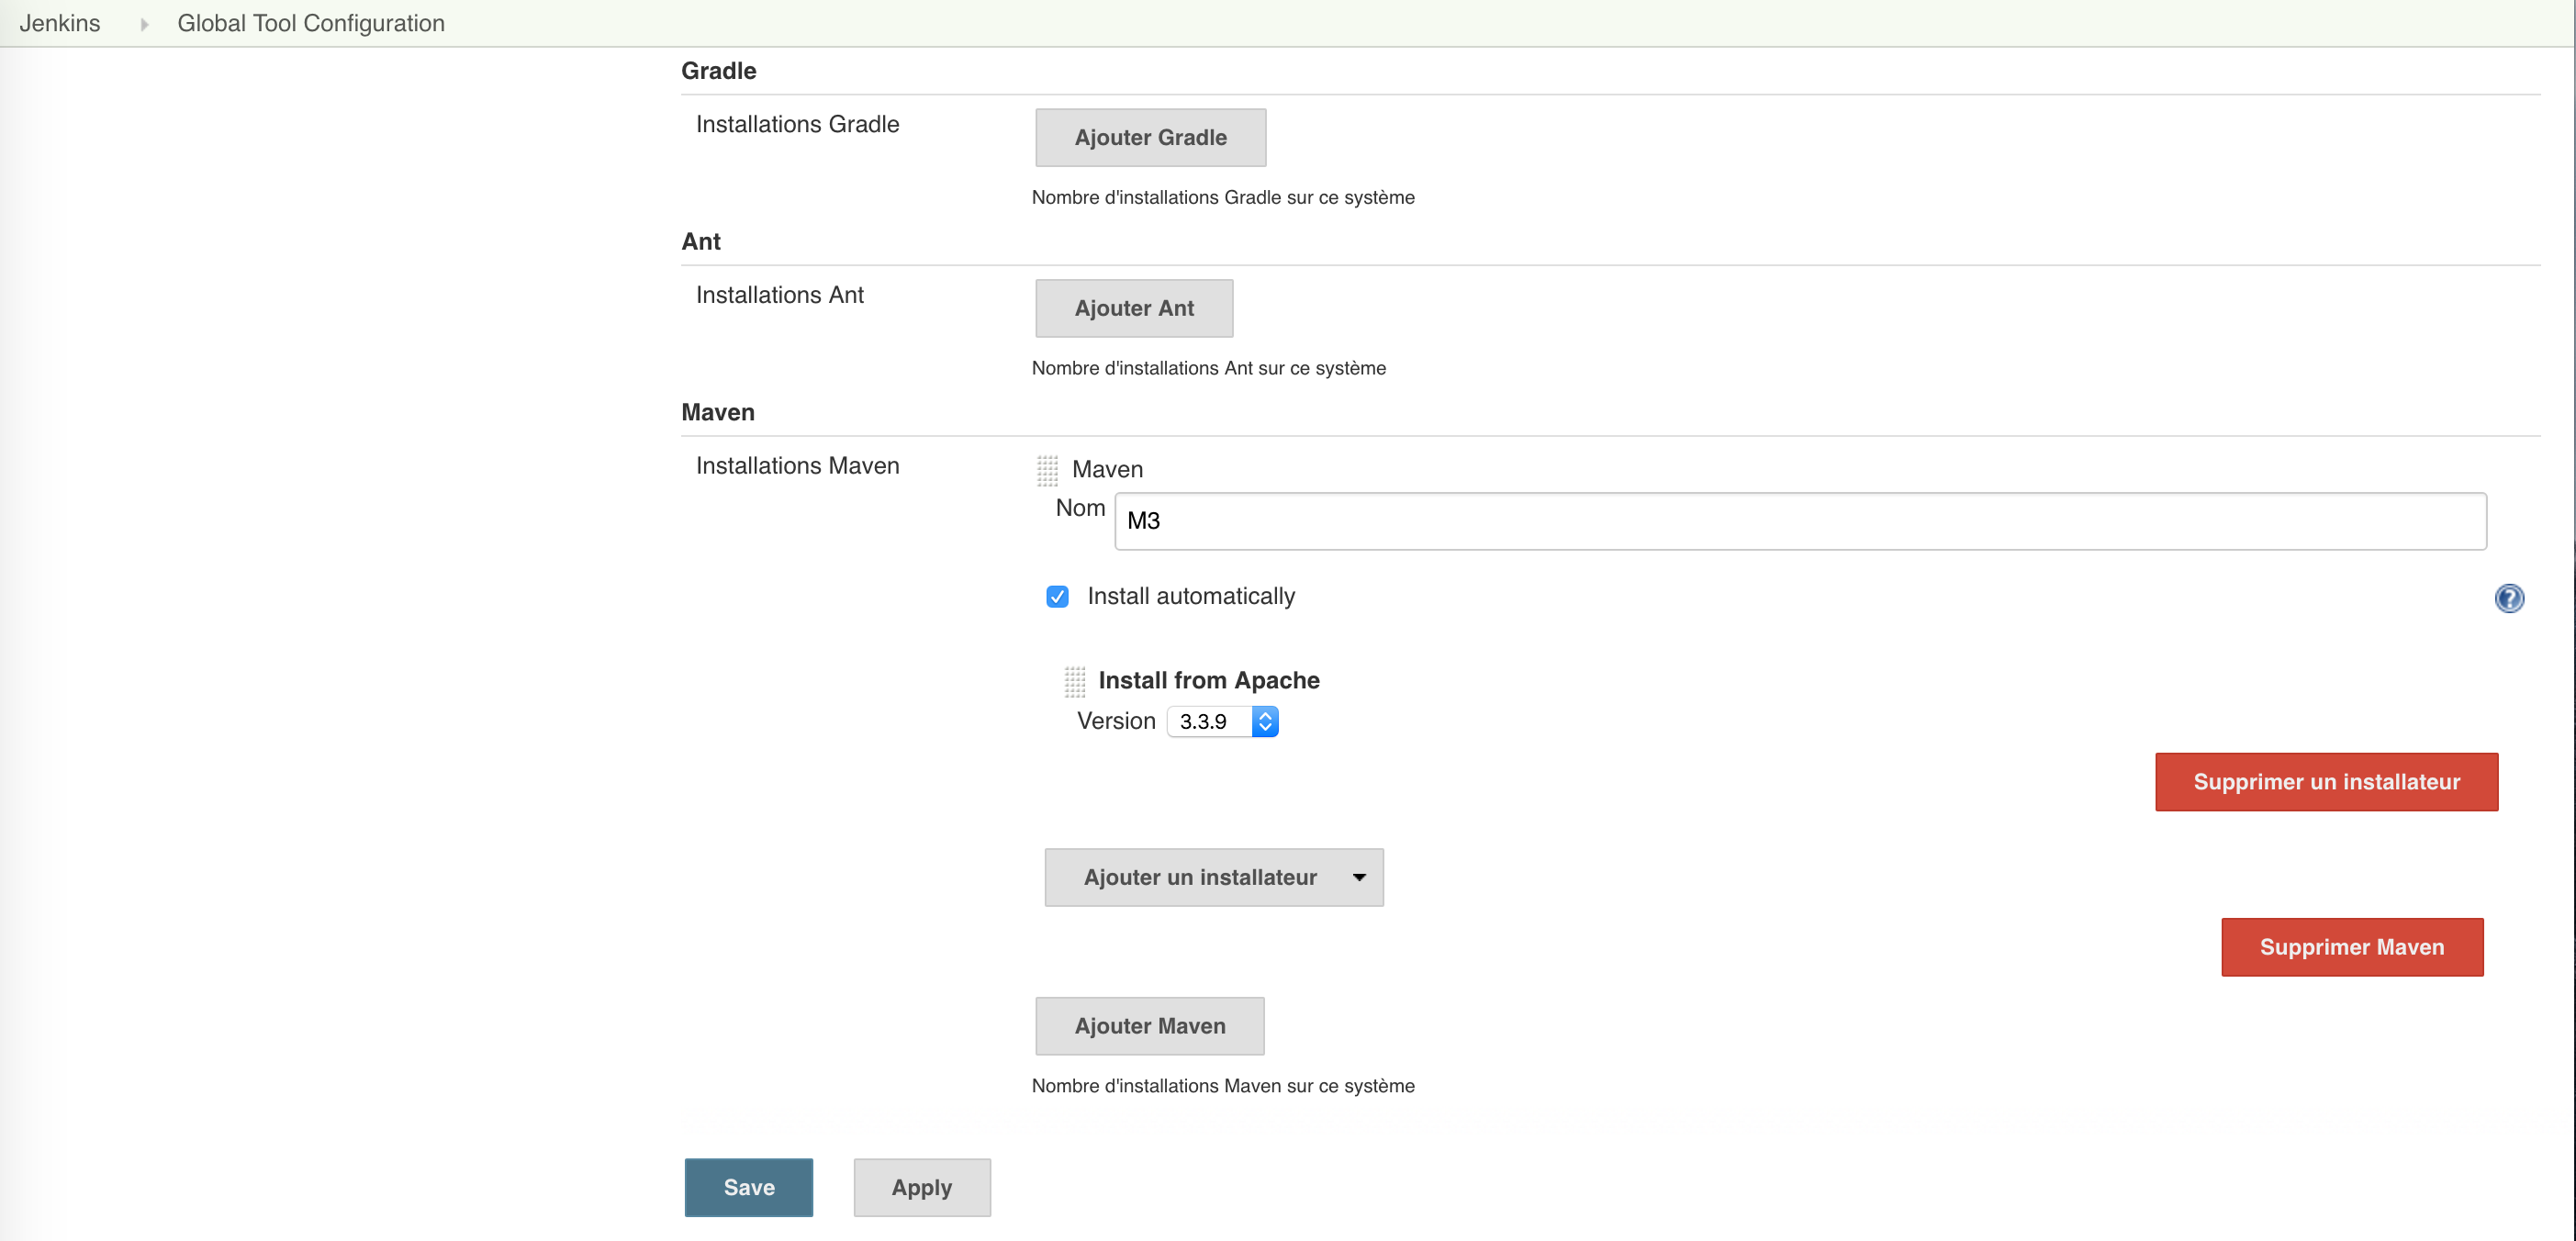 Jenkins Global Tool Configuration
Gradle
Installations Gradle Ajouter Gradle
Nombre d'installations Gradle sur ce système
Ant
Installations Ant Ajouter Ant
Nombre d'installations Ant sur ce système
Maven
Installations Maven Maven
Nom M3
Install automatically ?
Install from Apache
Version 3.3.9
Supprimer un installateur
Ajouter un installateur
Supprimer Maven
Ajouter Maven
Nombre d'installations Maven sur ce système
Save Apply